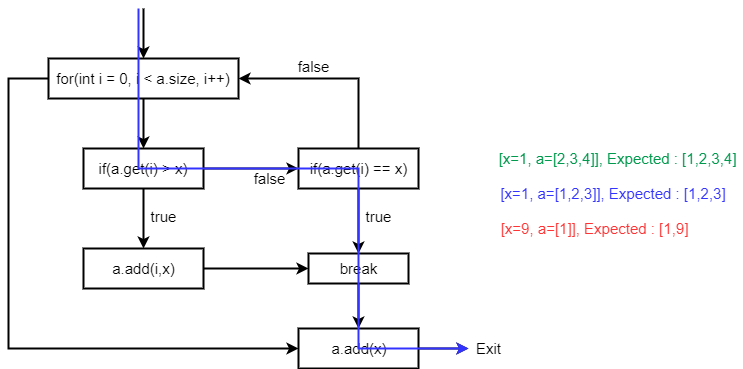 false
for(int i = 0, i < a.size, i++)
if(a.get(i) > x)
false
if(a.get(i) == x)
[x=1, a=[2,3,4]], Expected : [1,2,3,4]
[x=1, a=[1,2,3]], Expected : [1,2,3]
true
true
[x=9, a=[1]], Expected : [1,9]
a.add(i,x)
break
a.add(x)
Exit